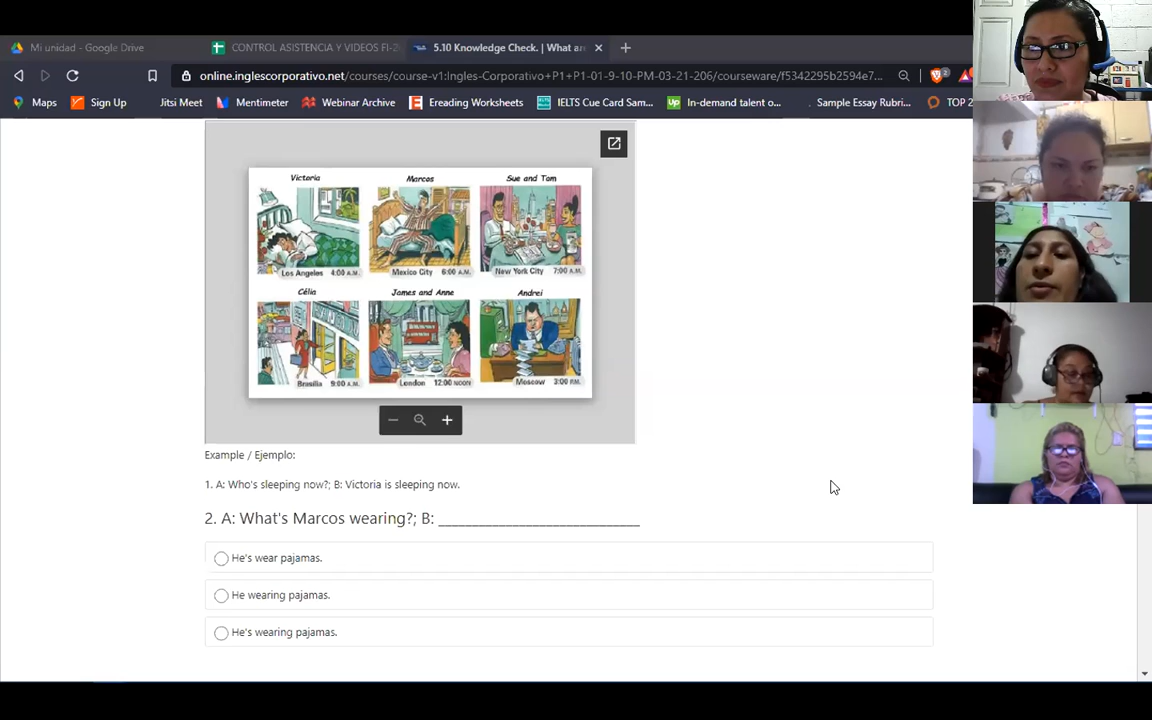 Mi unidad - Google Drive
CONTROL ASISTENCIA Y VIDEOS FI-2
5.10 Knowledge Check. | What ar
online.inglescorporativo.net/courses/course-v1:Ingles-Corporativo+P1+P1-01-9-10-PM-03-21-206/courseware/f5342295b2594e7...
2
Maps
Sign Up
Jitsi Meet
Mentimeter
Webinar Archive
Ereading Worksheets
IELTS Cue Card Sam...
In-demand talent o...
Sample Essay Rubri...
TOP 2
Victoria
Marcos
Sue and Tom
Los Angeles 4:00 A.M.
Mexico City 6:00 A.M.
New York City 7:00 A.M.
Célia
James and Anne
Andrei
Brasília 9:00 A.M.
London 12:00 NOON
Moscow 3:00 P.M.
Example / Ejemplo:
1. A: Who's sleeping now?; B: Victoria is sleeping now.
2. A: What's Marcos wearing?; B: ____________________________
He's wear pajamas.
He wearing pajamas.
He's wearing pajamas.